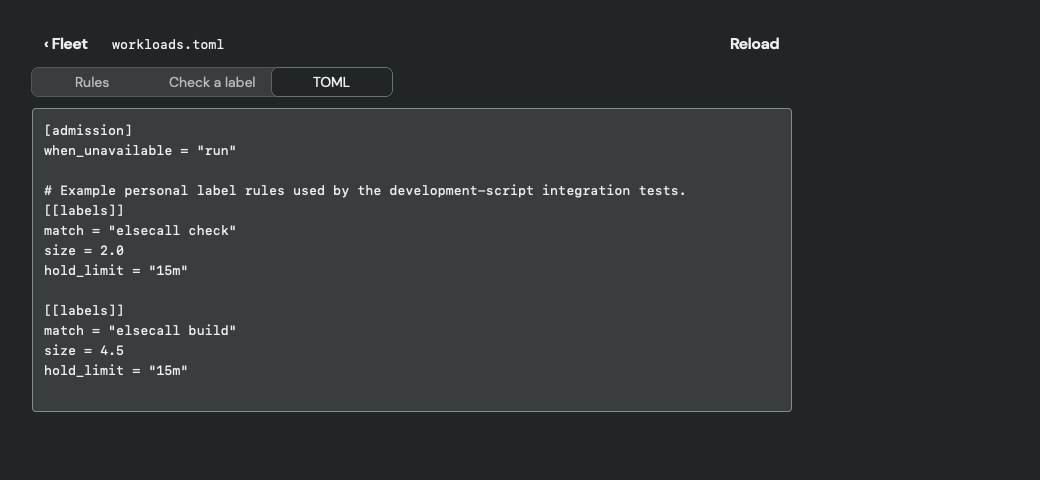 ‹ Fleet workloads.toml Reload
Rules Check a label TOML
[admission]
when_unavailable = "run"
# Example personal label rules used by the development-script integration tests.
[[labels]]
match = "elsecall check"
size = 2.0
hold_limit = "15m"
[[labels]]
match = "elsecall build"
size = 4.5
hold_limit = "15m"